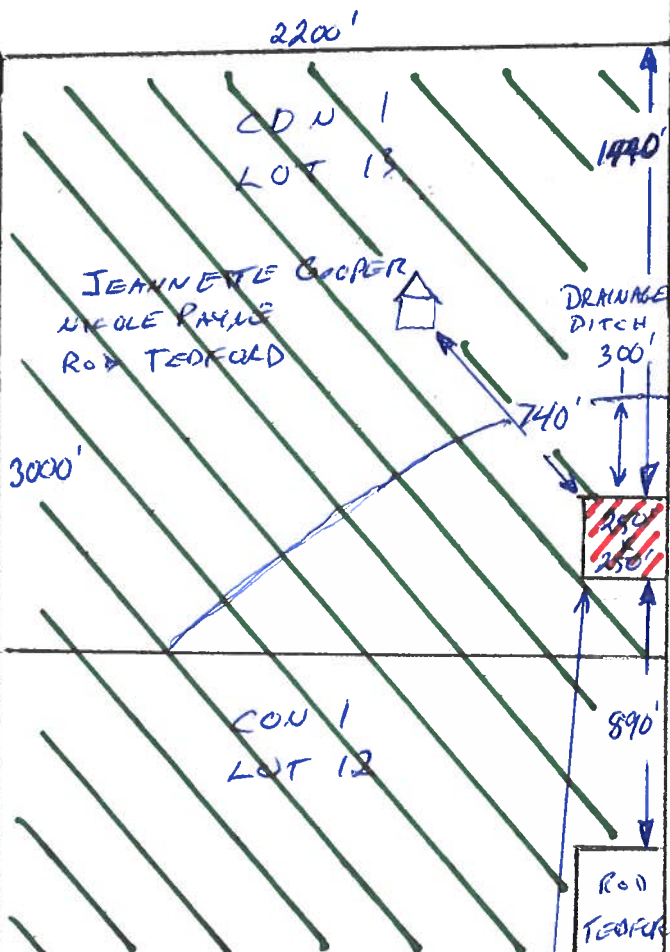 2200'
CON 1
LOT 13
1440'
JEANNETTE COOPER
NICOLE PAYNE
ROD TEDFORD
DRAINAGE
DITCH
300'
740'
3000'
250'
X
250'
CON 1
LOT 12
890'
ROD
TEDFOR